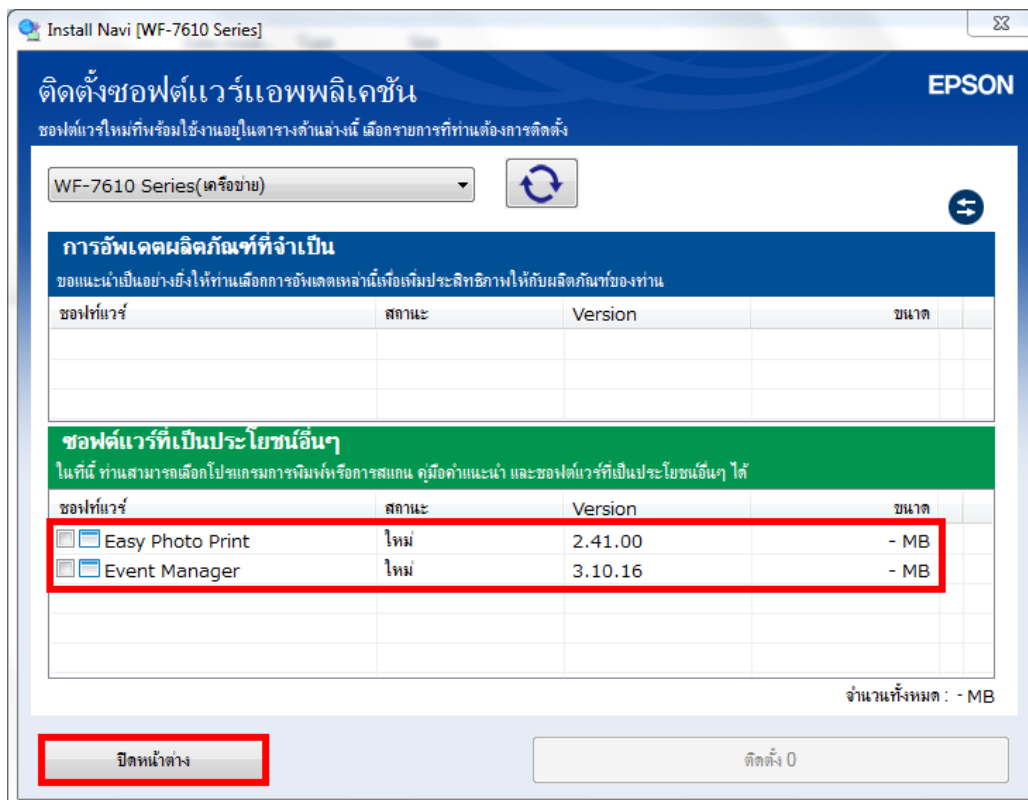 Install Navi [WF-7610 Series]
ติดตั้งซอฟต์แวร์แอพพลิเคชัน
EPSON
ซอฟต์แวร์ใหม่ที่พร้อมใช้งานอยู่ในตารางด้านล่างนี้ เลือกรายการที่ท่านต้องการติดตั้ง
WF-7610 Series(เครือข่าย)
การอัพเดตผลิตภัณฑ์ที่จำเป็น
ขอแนะนำเป็นอย่างยิ่งให้ท่านเลือกการอัพเดตเหล่านี้เพื่อเพิ่มประสิทธิภาพให้กับผลิตภัณฑ์ของท่าน
ซอฟท์แวร์ สถานะ Version ขนาด
ซอฟต์แวร์ที่เป็นประโยชน์อื่นๆ
ในที่นี้ ท่านสามารถเลือกโปรแกรมการพิมพ์หรือการสแกน คู่มือคำแนะนำ และซอฟต์แวร์ที่เป็นประโยชน์อื่นๆ ได้
ซอฟท์แวร์ สถานะ Version ขนาด
Easy Photo Print ใหม่ 2.41.00 - MB
Event Manager ใหม่ 3.10.16 - MB
จำนวนทั้งหมด : - MB
ปิดหน้าต่าง
ติดตั้ง 0